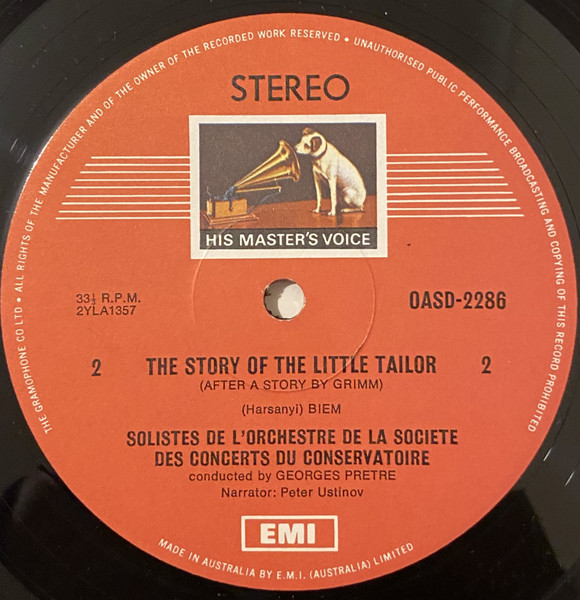 THE GRAMOPHONE CO LTD • ALL RIGHTS OF THE MANUFACTURER AND OF THE OWNER OF THE RECORDED WORK RESERVED • UNAUTHORISED PUBLIC PERFORMANCE BROADCASTING AND COPYING OF THIS RECORD PROHIBITED
STEREO
HIS MASTER'S VOICE
33⅓ R.P.M.
2YLA1357
OASD-2286
2 THE STORY OF THE LITTLE TAILOR 2
(AFTER A STORY BY GRIMM)
(Harsanyi) BIEM
SOLISTES DE L'ORCHESTRE DE LA SOCIETE
DES CONCERTS DU CONSERVATOIRE
conducted by GEORGES PRETRE
Narrator: Peter Ustinov
EMI
MADE IN AUSTRALIA BY E.M.I. (AUSTRALIA) LIMITED